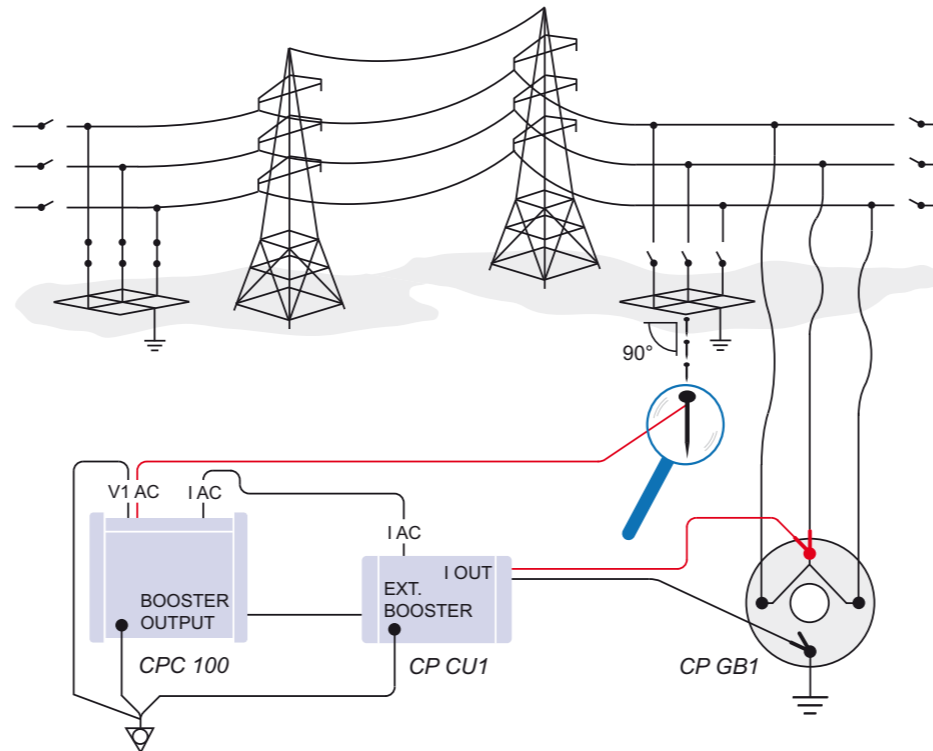 90°
V1 AC
I AC
I AC
I OUT
EXT.
BOOSTER
BOOSTER
OUTPUT
CPC 100
CP CU1
CP GB1